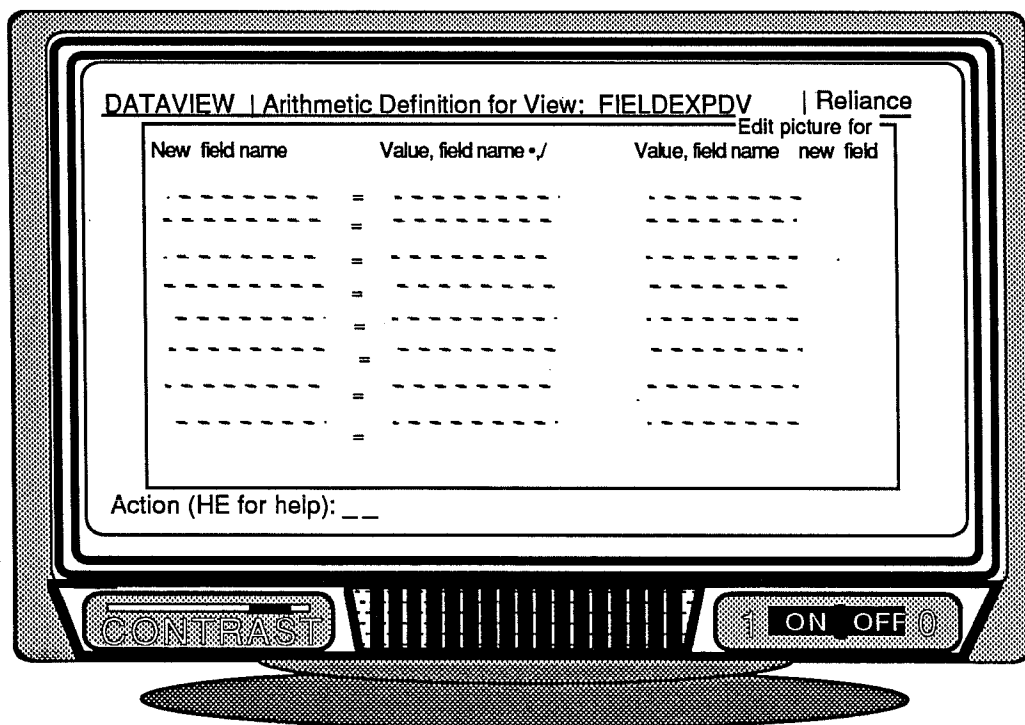 DATAVIEW | Arithmetic Definition for View: FIELDEXPDV | Reliance
Edit picture for
New field name Value, field name •,/ Value, field name new field
- - - - - - - - = - - - - - - - - - - - - - - - -
- - - - - - - - = - - - - - - - - - - - - - - - -
- - - - - - - - = - - - - - - - - - - - - - - - -
- - - - - - - - = - - - - - - - - - - - - - - - -
- - - - - - - - = - - - - - - - - - - - - - - - -
- - - - - - - - = - - - - - - - - - - - - - - - -
- - - - - - - - = - - - - - - - - - - - - - - - -
- - - - - - - - = - - - - - - - - - - - - - - - -
Action (HE for help): _ _
CONTRAST 1 ON OFF 0